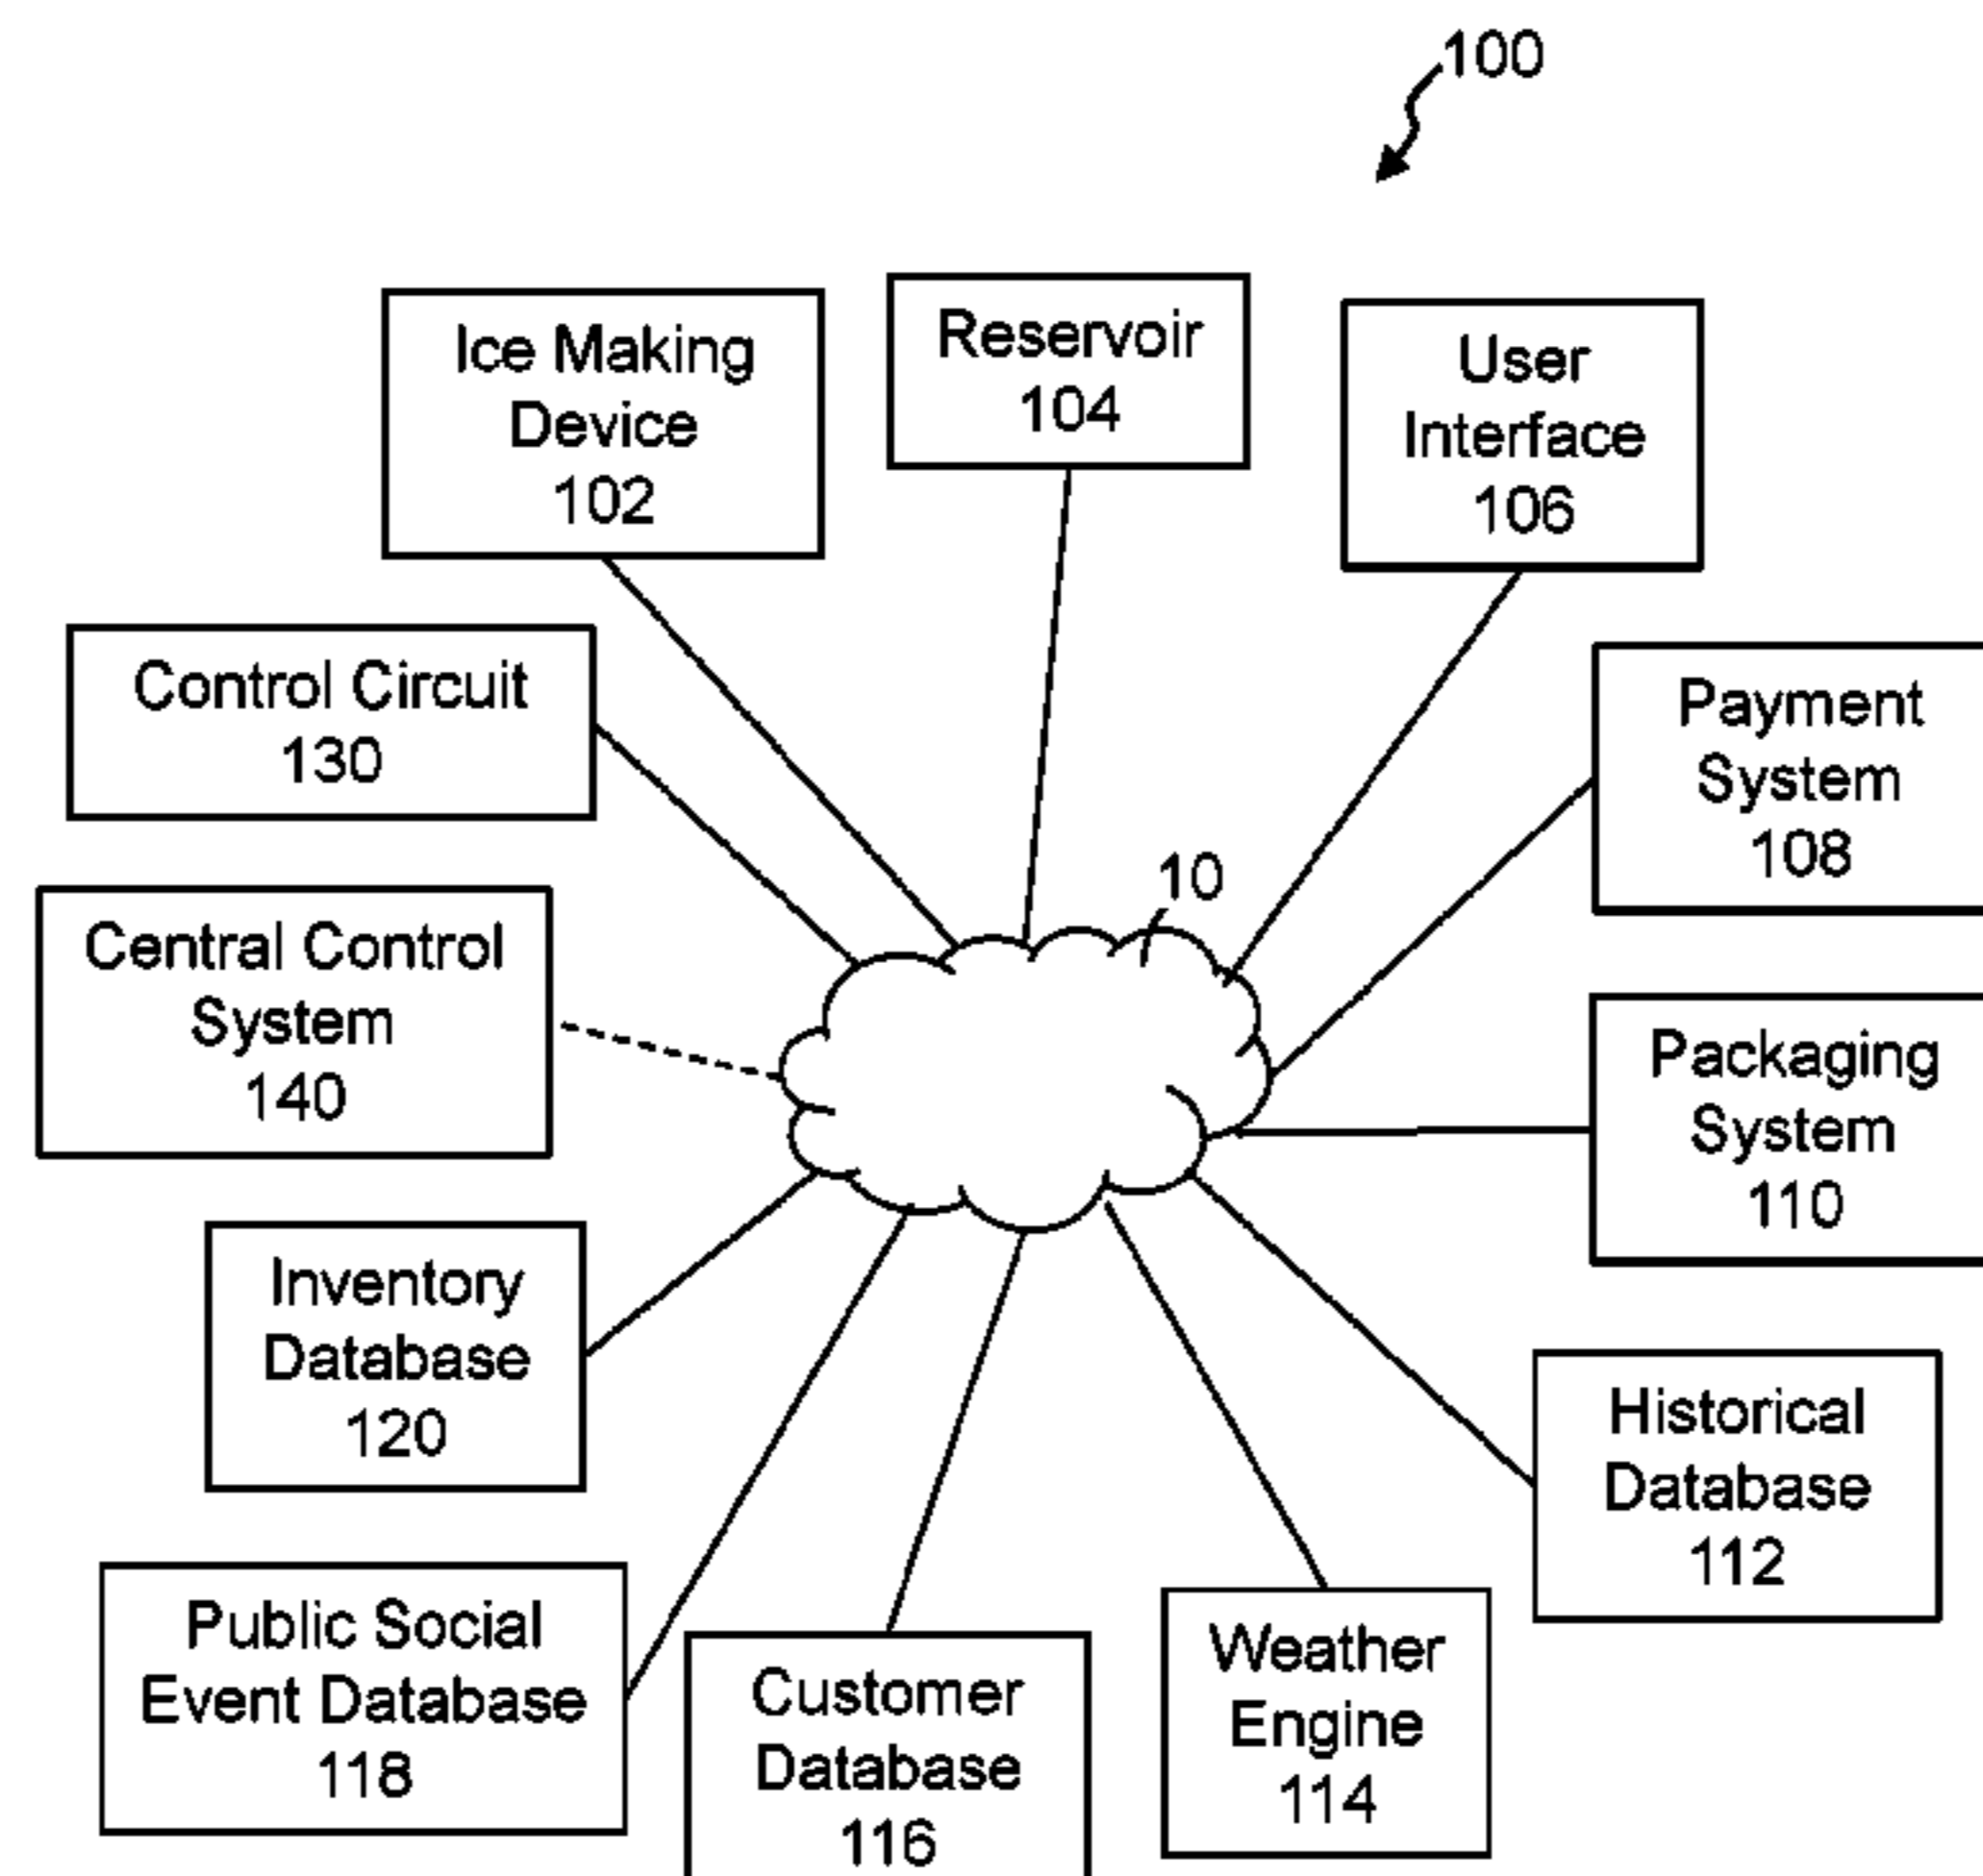 100
Ice Making
Device
102
Reservoir
104
User
Interface
106
Control Circuit
130
Payment
System
108
10
Central Control
System
140
Packaging
System
110
Inventory
Database
120
Historical
Database
112
Public Social
Event Database
118
Customer
Database
116
Weather
Engine
114